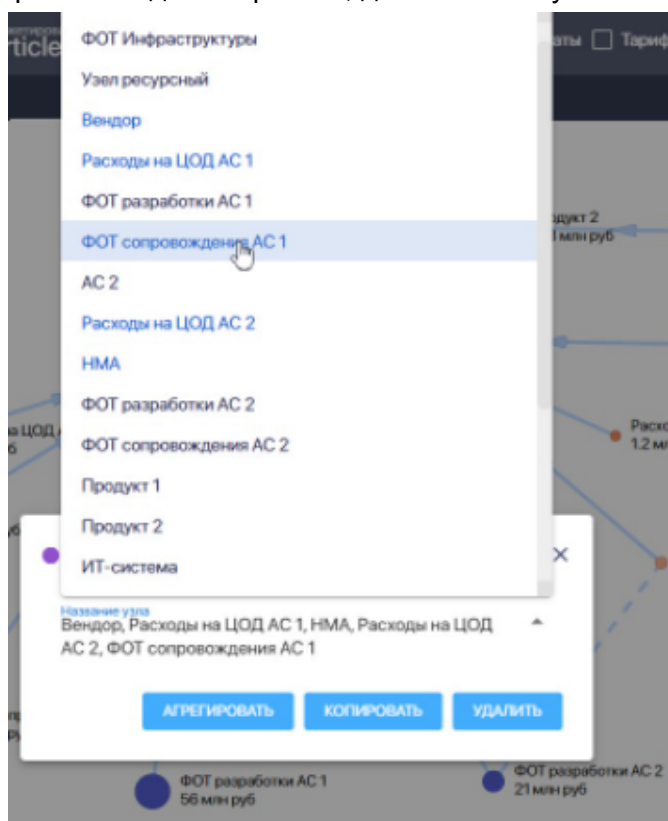 ticle
ФОТ Инфраструктуры
Тариф
Узел ресурсный
Вендор
Расходы на ЦОД АС 1
ФОТ разработки АС 1
ФОТ сопровождения АС 1
2
млн руб
АС 2
Расходы на ЦОД АС 2
НМА
ФОТ разработки АС 2
ЦОД
ФОТ сопровождения АС 2
1.2
Продукт 1
Продукт 2
ИТ-система
Название узла
Вендор, Расходы на ЦОД АС 1, НМА, Расходы на ЦОД
АС 2, ФОТ сопровождения АС 1
АГРЕГИРОВАТЬ КОПИРОВАТЬ УДАЛИТЬ
ФОТ разработки АС 1
56 млн руб
ФОТ разработки АС 2
21 млн руб